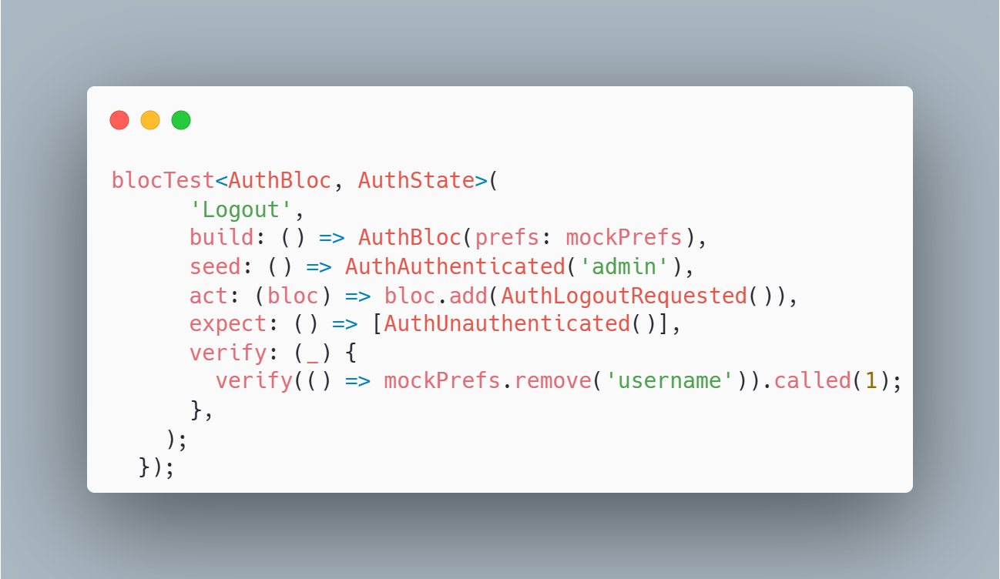 blocTest<AuthBloc, AuthState>(
      'Logout',
      build: () => AuthBloc(prefs: mockPrefs),
      seed: () => AuthAuthenticated('admin'),
      act: (bloc) => bloc.add(AuthLogoutRequested()),
      expect: () => [AuthUnauthenticated()],
      verify: (_) {
        verify(() => mockPrefs.remove('username')).called(1);
      },
    );
  });